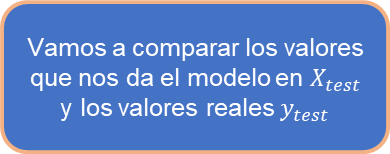 Vamos a comparar los valores
que nos da el modelo en X_test
y los valores reales y_test